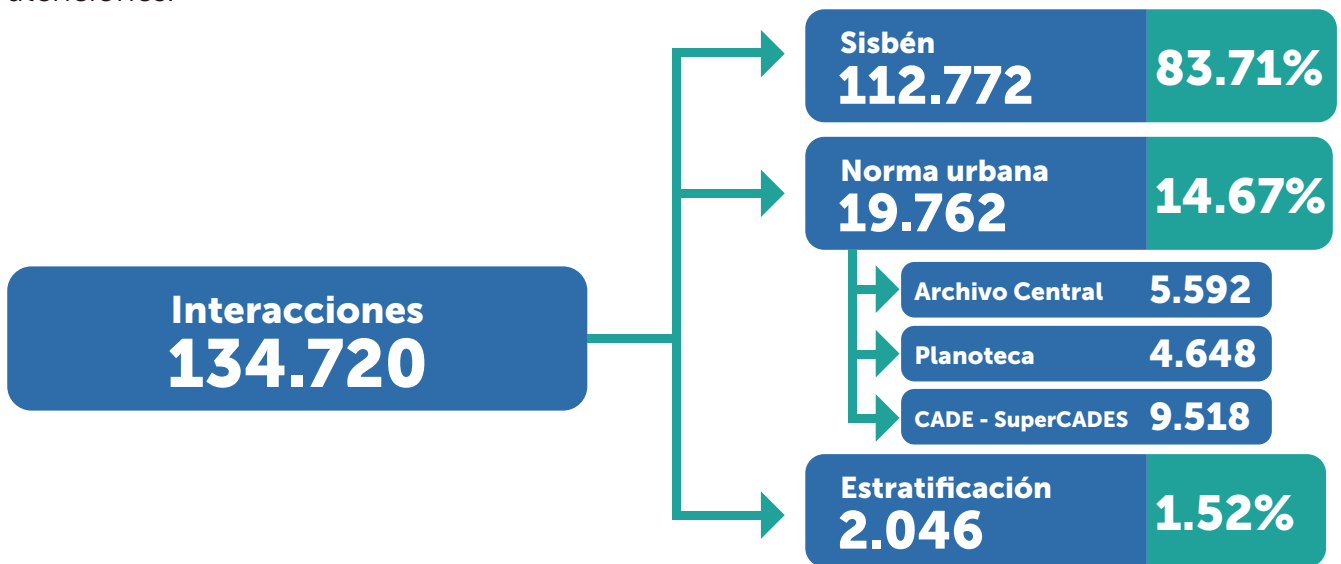 atenciones.
Interacciones
134.720
Sisbén
112.772
83.71%
Norma urbana
19.762
14.67%
Archivo Central 5.592
Planoteca 4.648
CADE - SuperCADES 9.518
Estratificación
2.046
1.52%